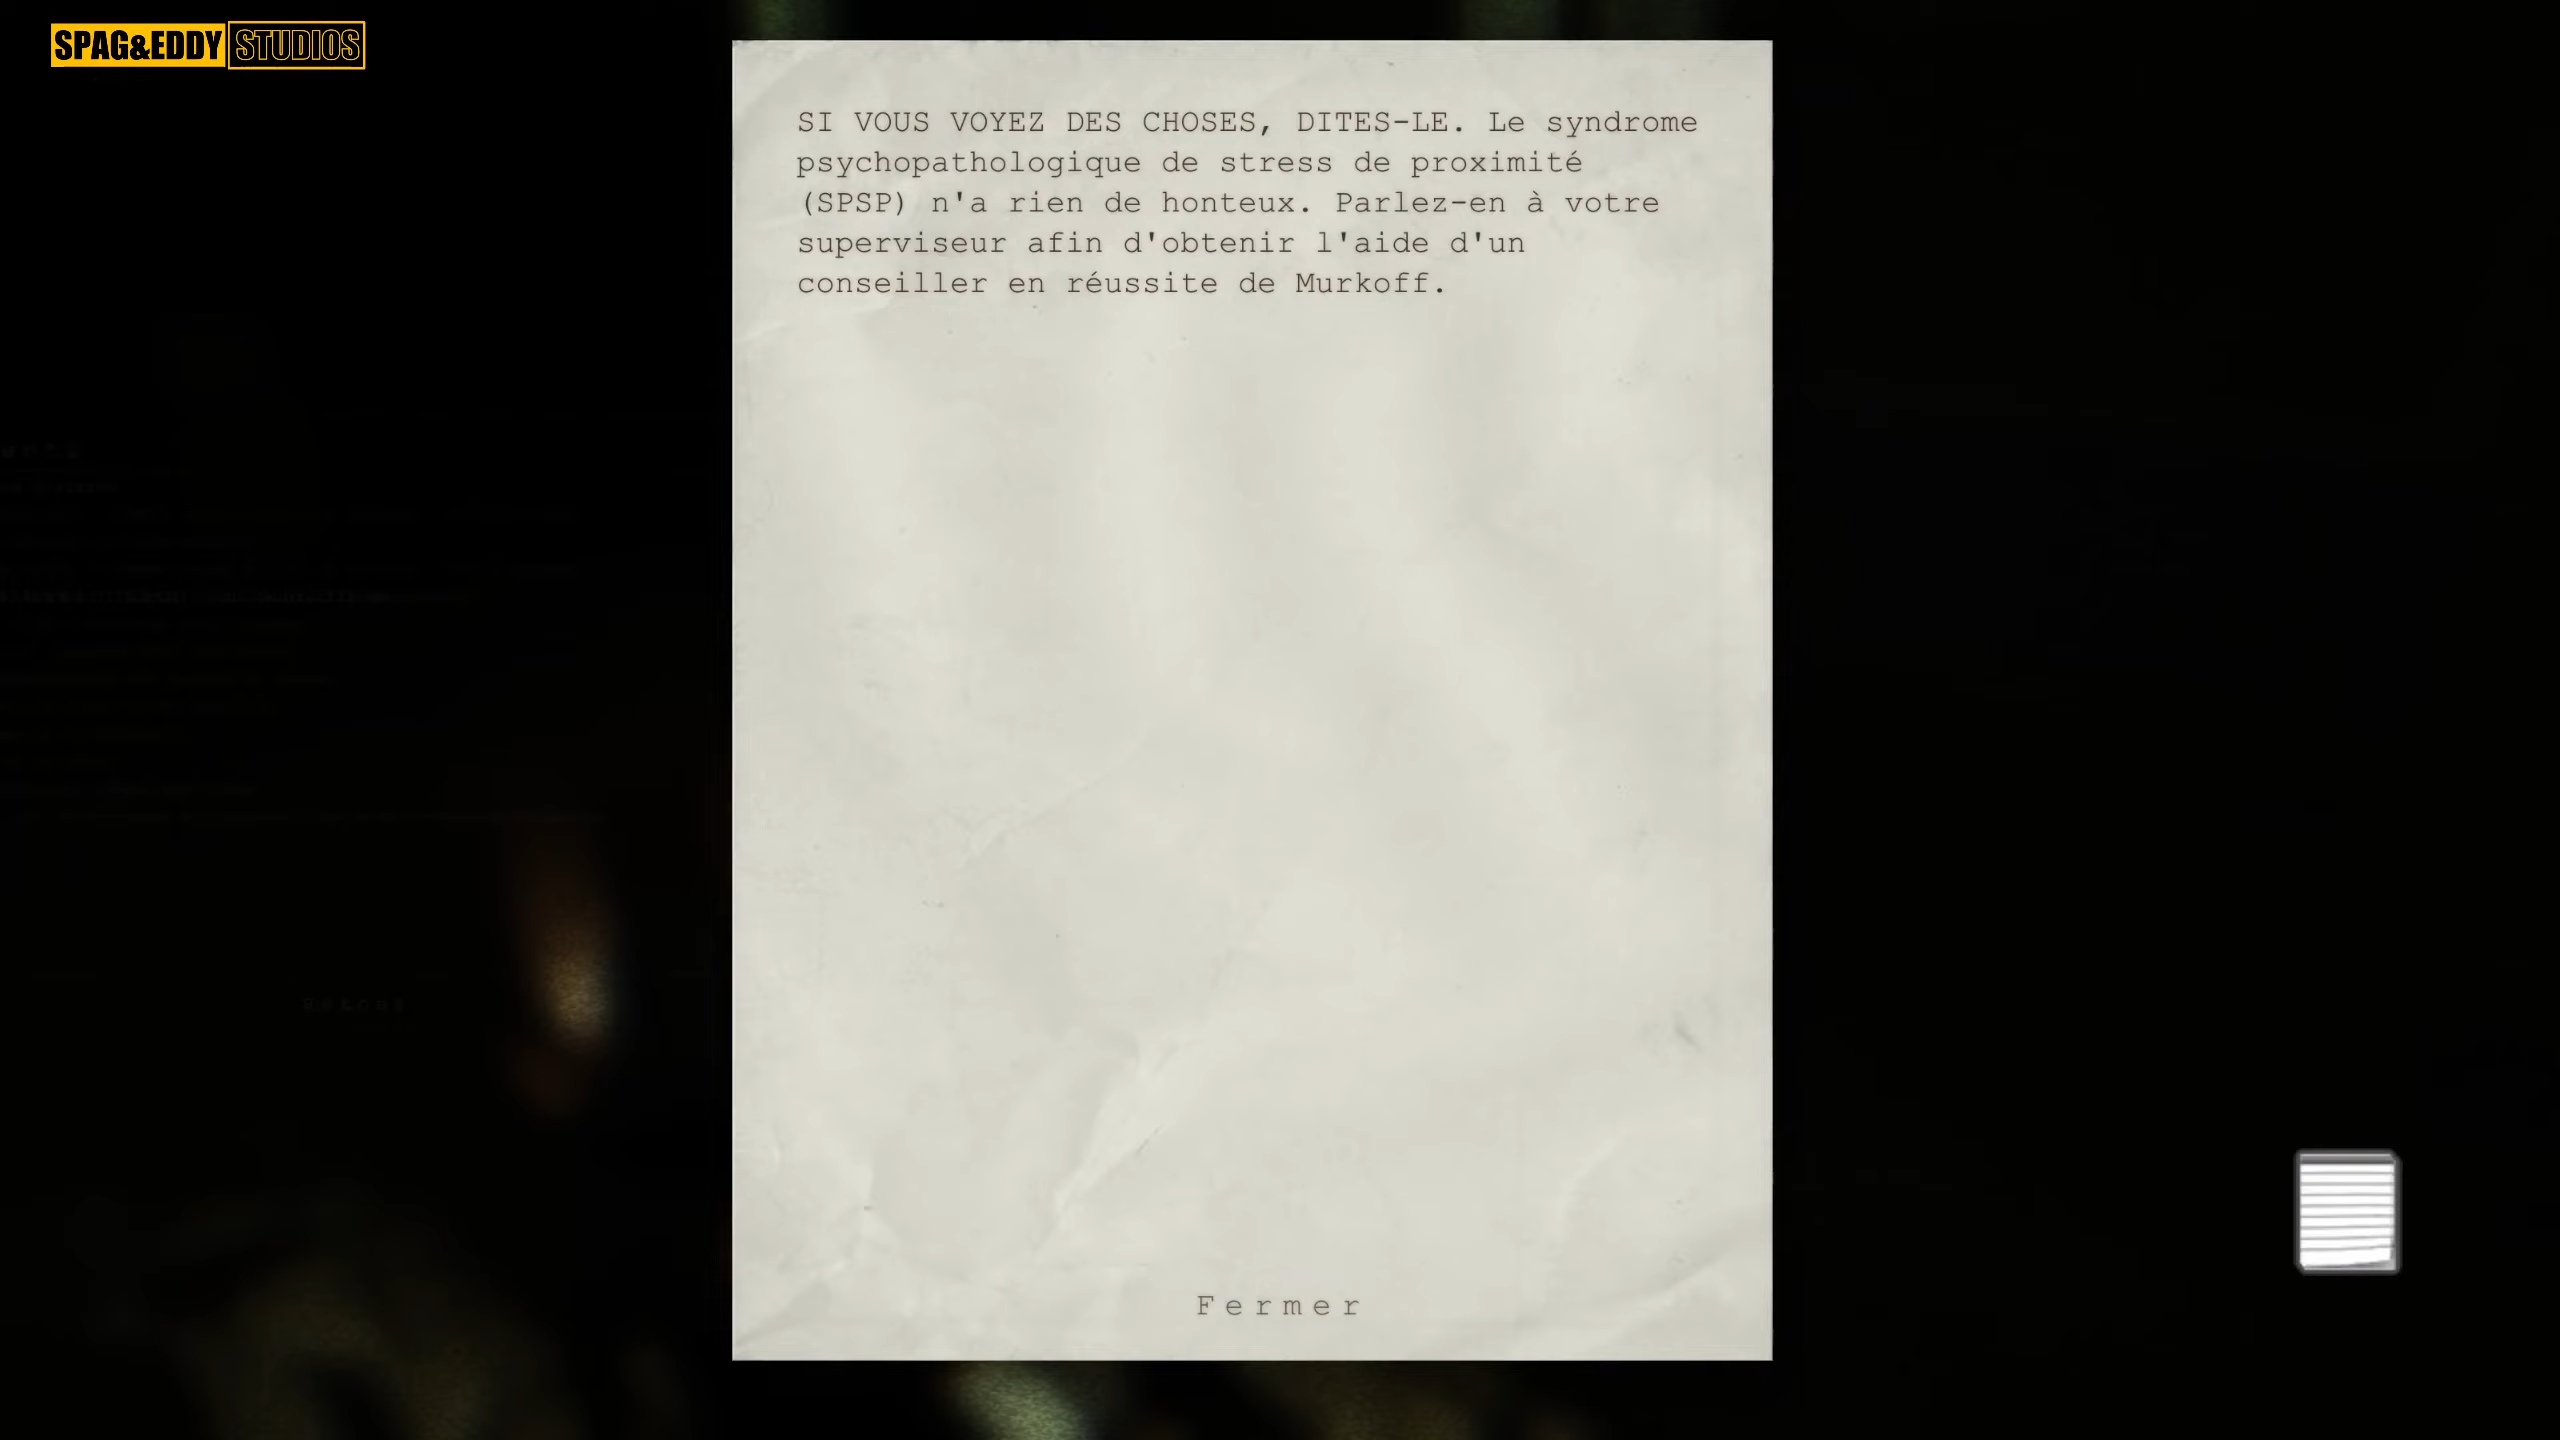 SPAG&EDDY STUDIOS
SI VOUS VOYEZ DES CHOSES, DITES-LE. Le syndrome
psychopathologique de stress de proximité
(SPSP) n'a rien de honteux. Parlez-en à votre
superviseur afin d'obtenir l'aide d'un
conseiller en réussite de Murkoff.
Fermer